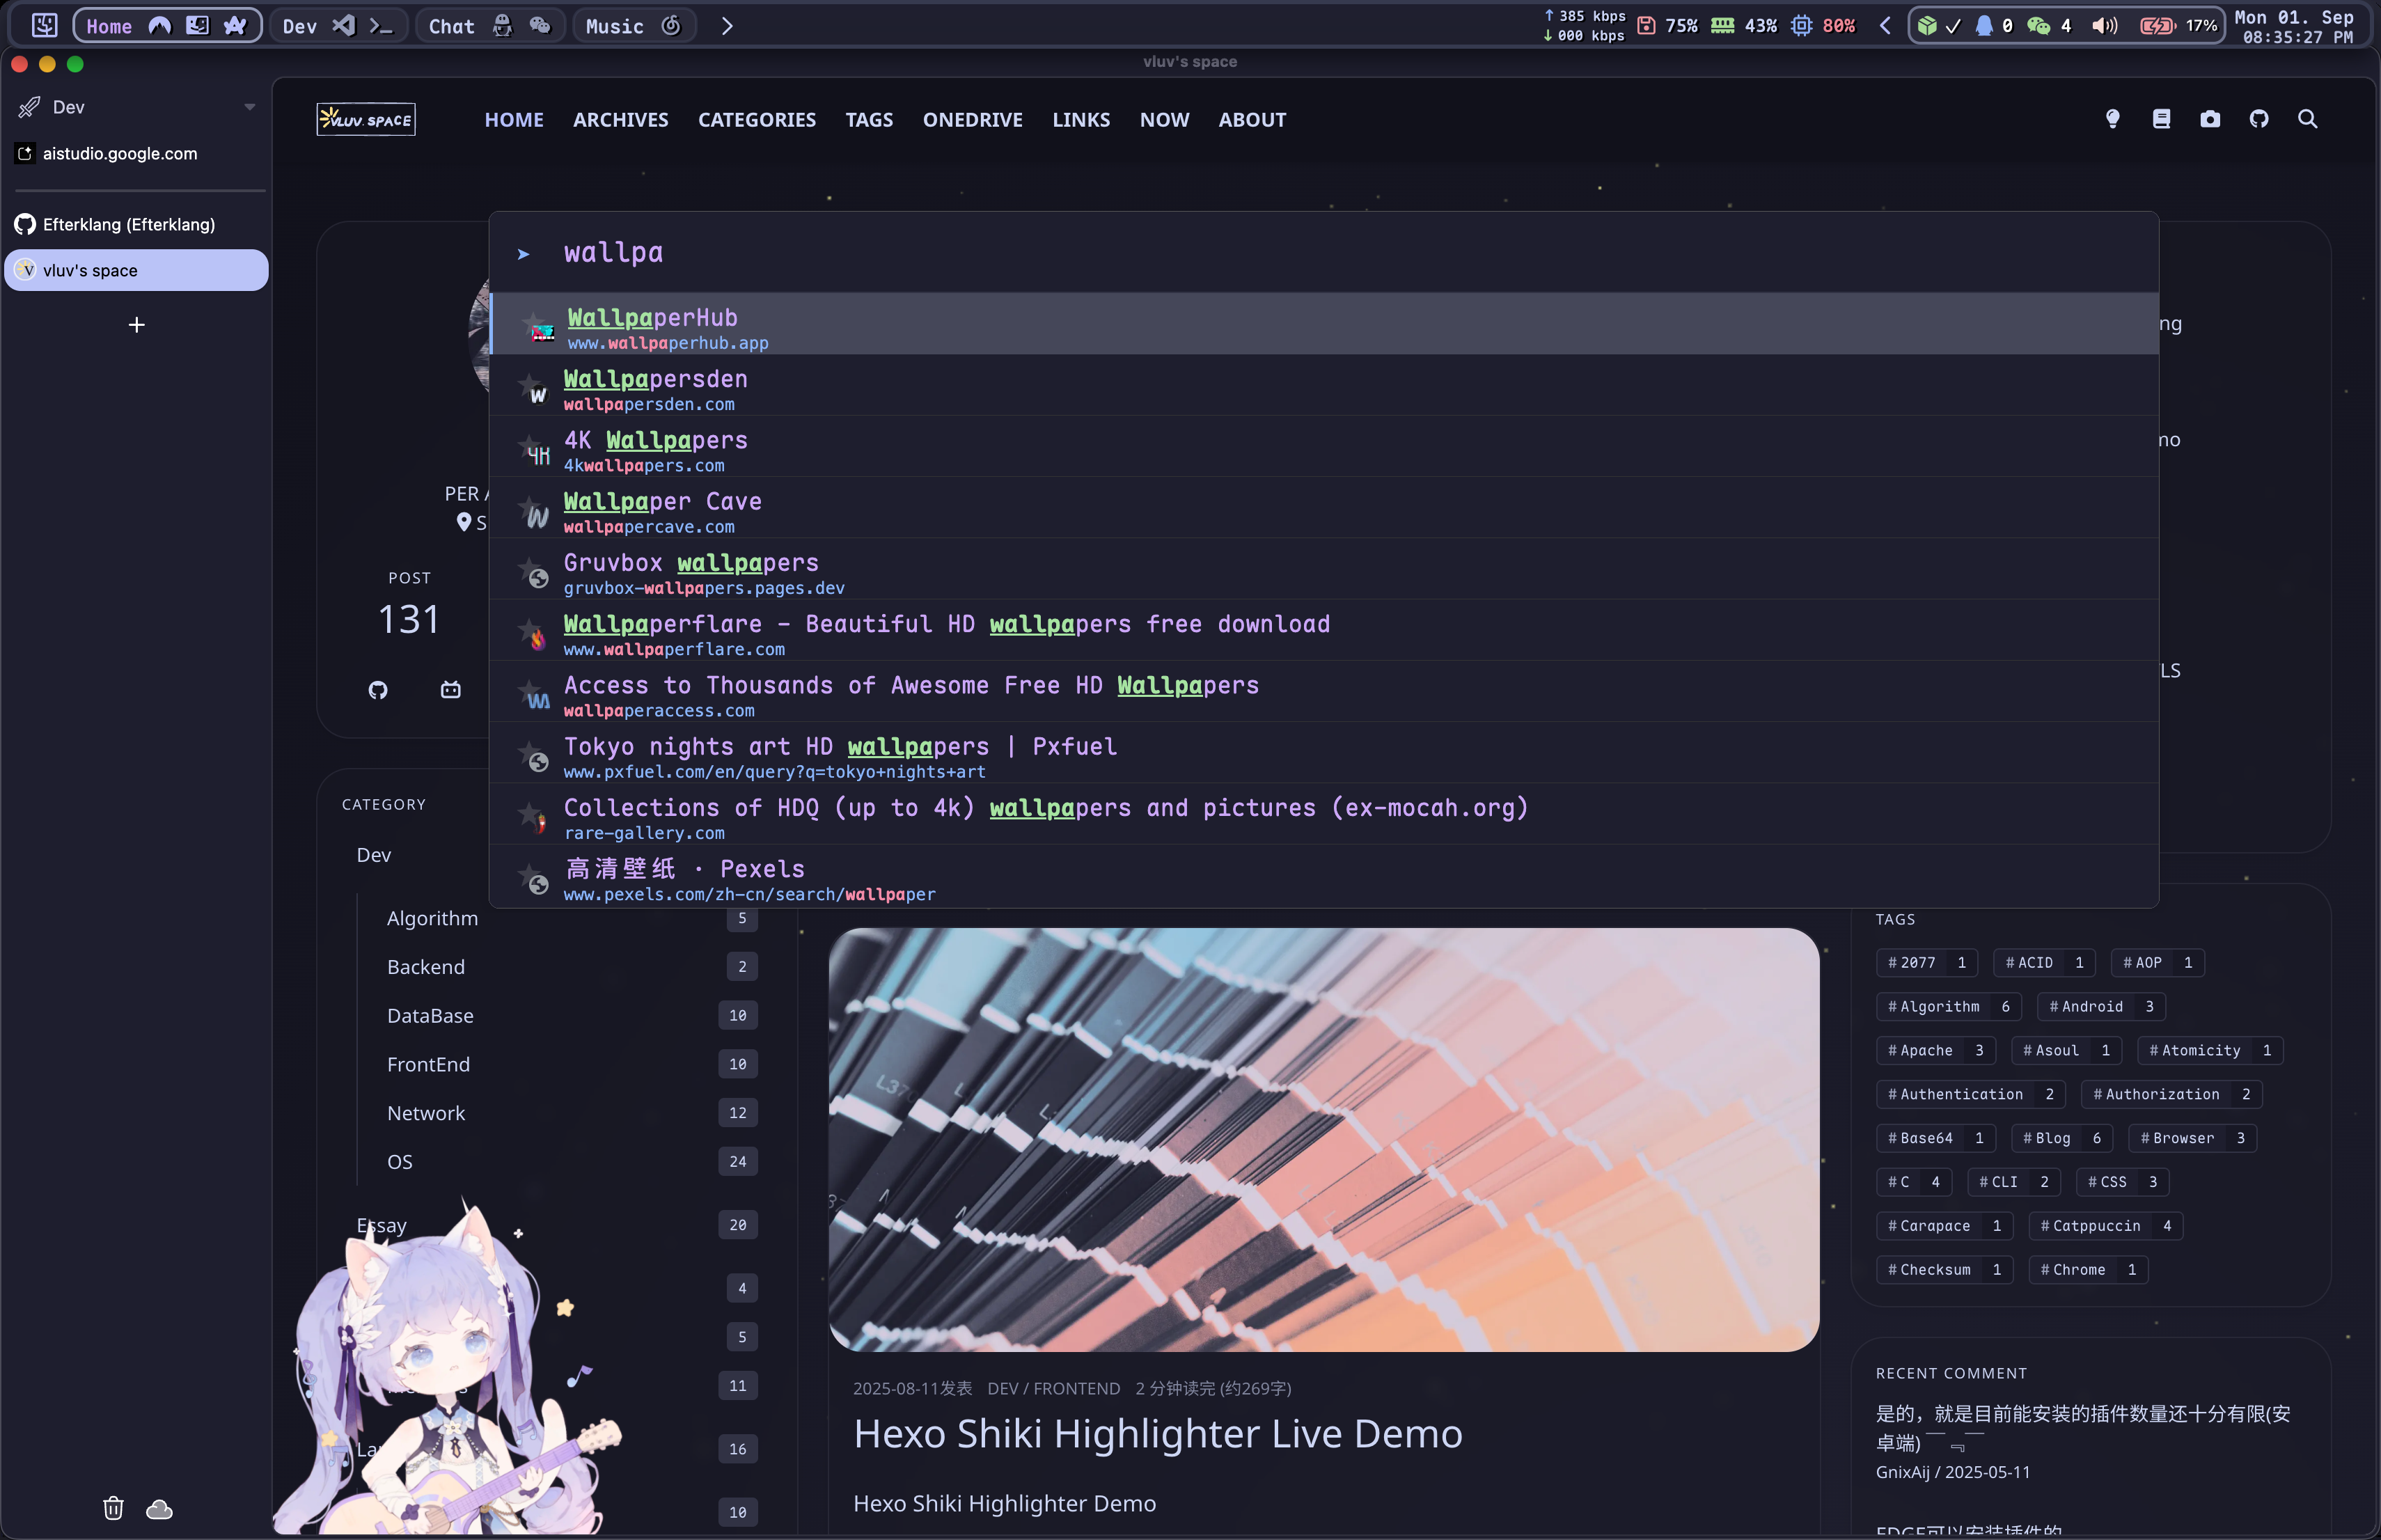 Home Dev Chat Music
↑ 385 kbps
↓ 000 kbps
75% 43% 80% 0 4 17%
Mon 01. Sep
08:35:27 PM
vluv's space
Dev
aistudio.google.com
Efterklang (Efterklang)
vluv's space
VLUV SPACE
HOME ARCHIVES CATEGORIES TAGS ONEDRIVE LINKS NOW ABOUT
wallpa
WallpaperHub
www.wallpaperhub.app
Wallpapersden
wallpapersden.com
4K Wallpapers
4kwallpapers.com
Wallpaper Cave
wallpapercave.com
Gruvbox wallpapers
gruvbox-wallpapers.pages.dev
Wallpaperflare - Beautiful HD wallpapers free download
www.wallpaperflare.com
Access to Thousands of Awesome Free HD Wallpapers
wallpaperaccess.com
Tokyo nights art HD wallpapers | Pxfuel
www.pxfuel.com/en/query?q=tokyo+nights+art
Collections of HDQ (up to 4k) wallpapers and pictures (ex-mocah.org)
rare-gallery.com
高清壁纸 · Pexels
www.pexels.com/zh-cn/search/wallpaper
PER
POST
131
CATEGORY
Dev
Algorithm 5
Backend 2
DataBase 10
FrontEnd 10
Network 12
OS 24
Essay 20
4
5
11
16
10
2025-08-11发表 DEV / FRONTEND 2 分钟读完 (约269字)
Hexo Shiki Highlighter Live Demo
Hexo Shiki Highlighter Demo
TAGS
#2077 1 #ACID 1 #AOP 1
#Algorithm 6 #Android 3
#Apache 3 #Asoul 1 #Atomicity 1
#Authentication 2 #Authorization 2
#Base64 1 #Blog 6 #Browser 3
#C 4 #CLI 2 #CSS 3
#Carapace 1 #Catppuccin 4
#Checksum 1 #Chrome 1
RECENT COMMENT
是的，就是目前能安装的插件数量还十分有限(安
卓端)￣﹃￣
GnixAij / 2025-05-11
EDGE可以安装插件的